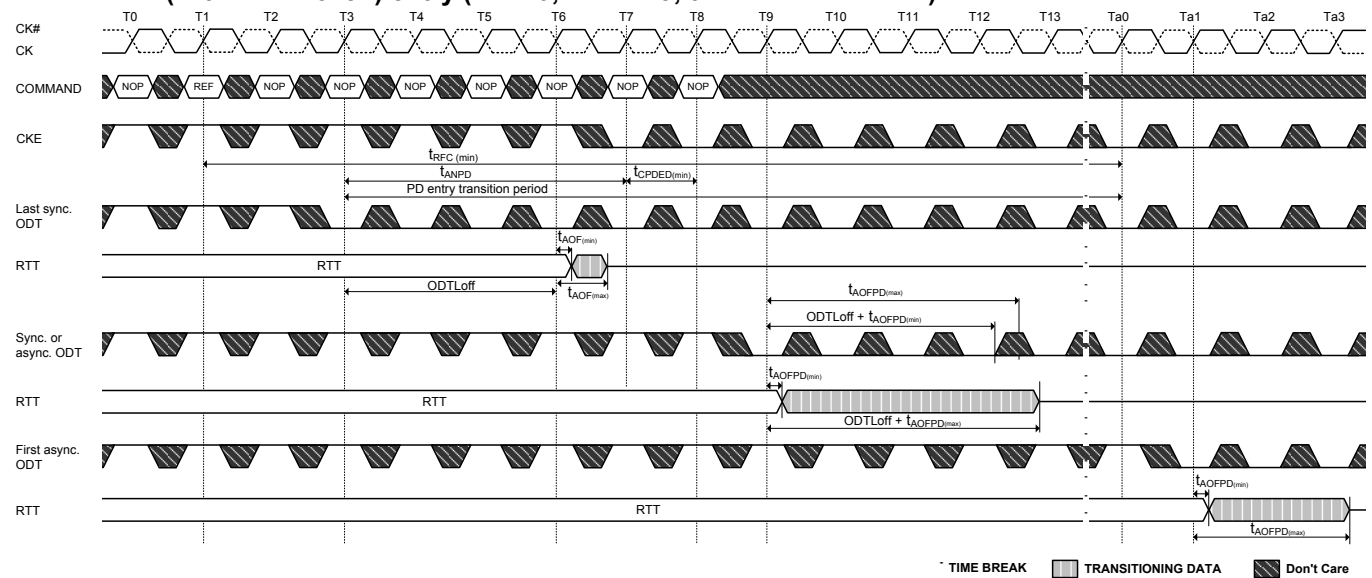 T0 T1 T2 T3 T4 T5 T6 T7 T8 T9 T10 T11 T12 T13 Ta0 Ta1 Ta2 Ta3
CK#
CK
COMMAND NOP REF NOP NOP NOP NOP NOP NOP NOP
CKE
tRFC (min)
tANPD tCPDED(min)
PD entry transition period
Last sync.
ODT
tAOF(min)
RTT RTT
ODTLoff tAOF(max)
tAOFPD(max)
ODTLoff + tAOFPD(min)
Sync. or
async. ODT
tAOFPD(min)
RTT RTT
ODTLoff + tAOFPD(max)
First async.
ODT
tAOFPD(min)
RTT RTT
tAOFPD(max)
TIME BREAK TRANSITIONING DATA Don't Care